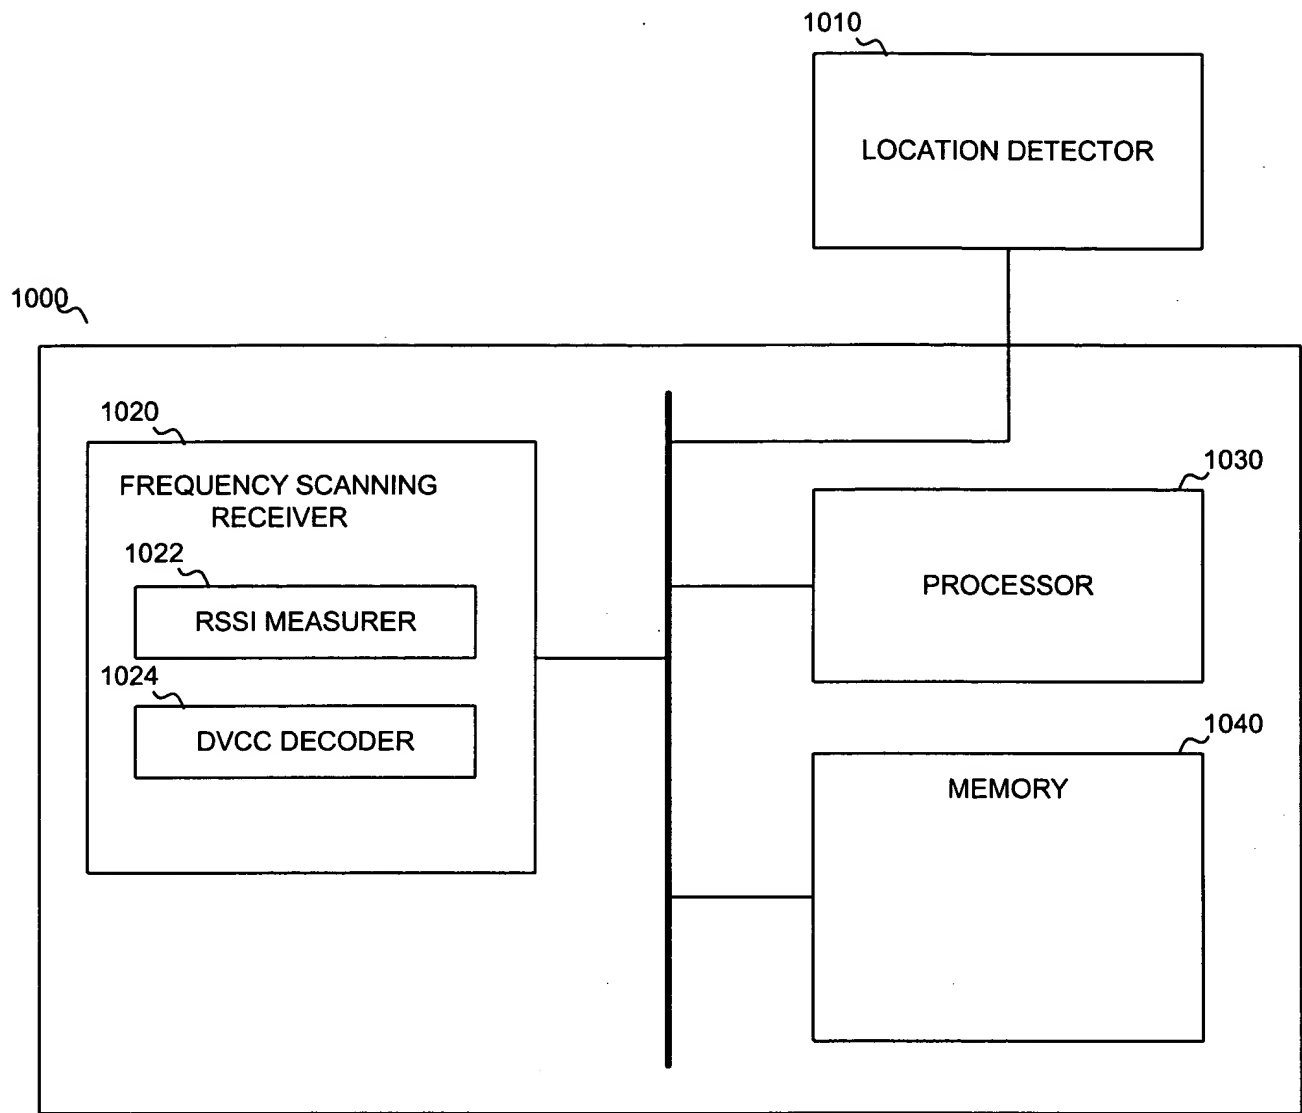 1010
LOCATION DETECTOR
1000
1020
FREQUENCY SCANNING
RECEIVER
1022
RSSI MEASURER
1024
DVCC DECODER
1030
PROCESSOR
1040
MEMORY